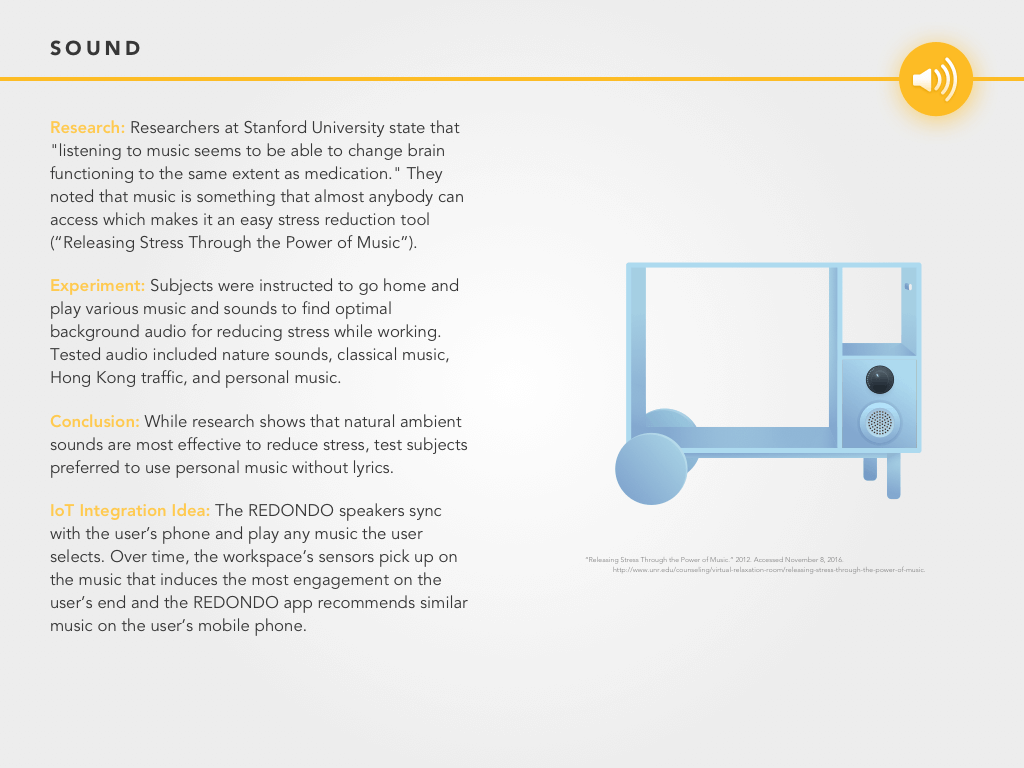 SOUND
Research: Researchers at Stanford University state that
"listening to music seems to be able to change brain
functioning to the same extent as medication." They
noted that music is something that almost anybody can
access which makes it an easy stress reduction tool
(“Releasing Stress Through the Power of Music”).
Experiment: Subjects were instructed to go home and
play various music and sounds to find optimal
background audio for reducing stress while working.
Tested audio included nature sounds, classical music,
Hong Kong traffic, and personal music.
Conclusion: While research shows that natural ambient
sounds are most effective to reduce stress, test subjects
preferred to use personal music without lyrics.
IoT Integration Idea: The REDONDO speakers sync
with the user’s phone and play any music the user
selects. Over time, the workspace’s sensors pick up on
the music that induces the most engagement on the
user’s end and the REDONDO app recommends similar
music on the user’s mobile phone.
"Releasing Stress Through the Power of Music." 2012. Accessed November 8, 2016.
http://www.unr.edu/counseling/virtual-relaxation-room/releasing-stress-through-the-power-of-music.